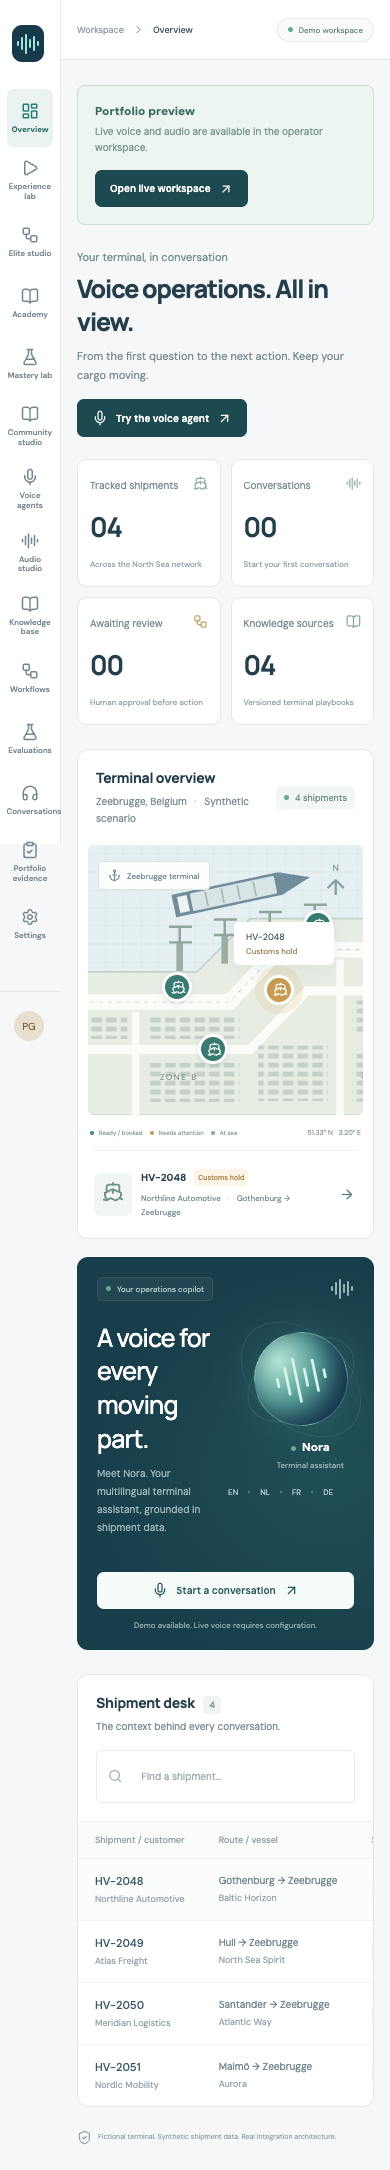 Workspace > Overview
Demo workspace
Overview
Experience
lab
Elite studio
Academy
Mastery lab
Community
studio
Voice
agents
Audio
studio
Knowledge
base
Workflows
Evaluations
Conversations
Portfolio
evidence
Settings
PG
Portfolio preview
Live voice and audio are available in the operator
workspace.
Open live workspace
Your terminal, in conversation
Voice operations. All in
view.
From the first question to the next action. Keep your
cargo moving.
Try the voice agent
Tracked shipments
04
Across the North Sea network
Conversations
00
Start your first conversation
Awaiting review
00
Human approval before action
Knowledge sources
04
Versioned terminal playbooks
Terminal overview
Zeebrugge, Belgium · Synthetic
scenario
4 shipments
Zeebrugge terminal
N
HV-2048
Customs hold
ZONE B
Ready / booked
Needs attention
At sea
51.33° N 3.20° E
HV-2048
Customs hold
Northline Automotive · Gothenburg →
Zeebrugge
Your operations copilot
A voice for
every
moving
part.
Meet Nora. Your
multilingual terminal
assistant, grounded in
shipment data.
Nora
Terminal assistant
EN · NL · FR · DE
Start a conversation
Demo available. Live voice requires configuration.
Shipment desk 4
The context behind every conversation.
Find a shipment...
Shipment / customer
Route / vessel
HV-2048
Northline Automotive
Gothenburg → Zeebrugge
Baltic Horizon
HV-2049
Atlas Freight
Hull → Zeebrugge
North Sea Spirit
HV-2050
Meridian Logistics
Santander → Zeebrugge
Atlantic Way
HV-2051
Nordic Mobility
Malmö → Zeebrugge
Aurora
Fictional terminal. Synthetic shipment data. Real integration architecture.